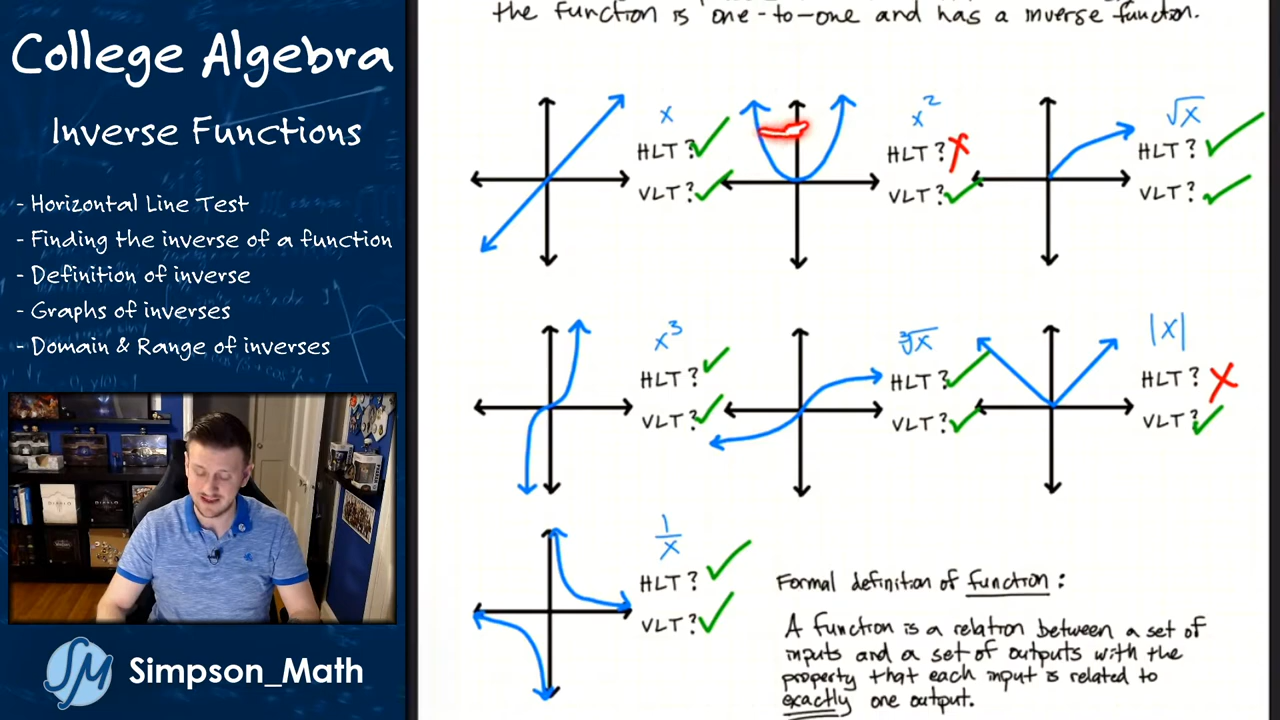 College Algebra
Inverse Functions
- Horizontal Line Test
- Finding the inverse of a function
- Definition of inverse
- Graphs of inverses
- Domain & Range of inverses
SM Simpson_Math
the function is one-to-one and has a inverse function.
x
HLT?
VLT?
x²
HLT?
VLT?
√x
HLT?
VLT?
x³
HLT?
VLT?
∛x
HLT?
VLT?
|x|
HLT?
VLT?
1/x
HLT?
VLT?
Formal definition of function:
A function is a relation between a set of
inputs and a set of outputs with the
property that each input is related to
exactly one output.